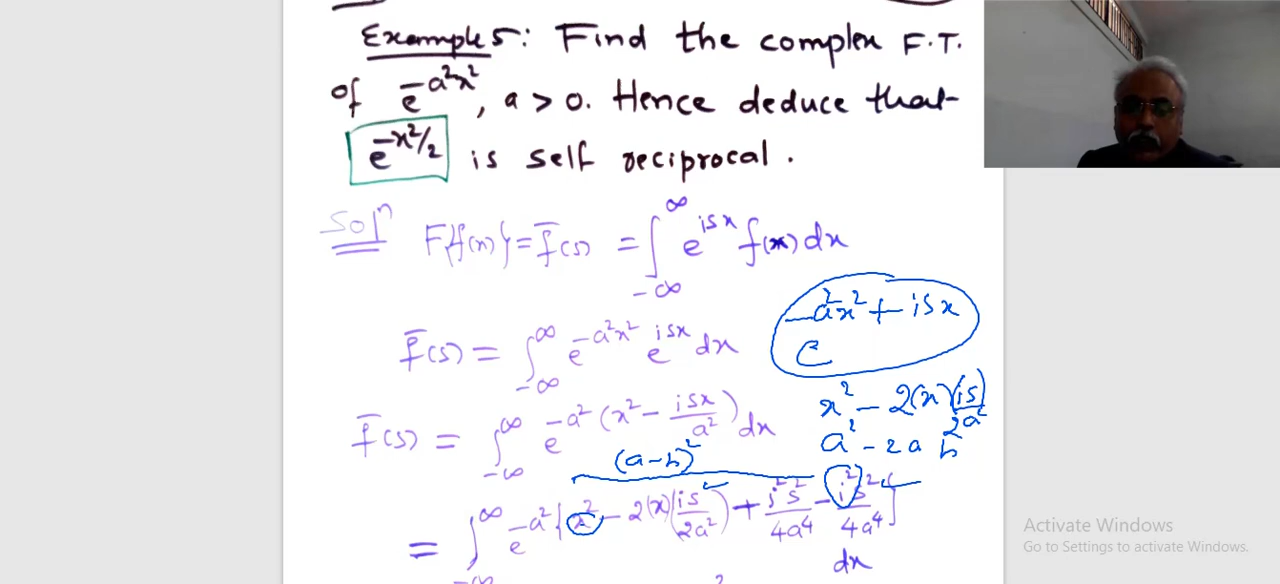 Example 5: Find the complex F.T.
of e^{-a²x²}, a > 0. Hence deduce that
e^{-x²/2} is self reciprocal.
Solⁿ F{f(x)} = f̄(s) = ∫_{-∞}^{∞} e^{isx} f(x) dx
e^{-a²x² + isx}
f̄(s) = ∫_{-∞}^{∞} e^{-a²x²} e^{isx} dx
x² - 2(x)(is/2a²)
f̄(s) = ∫_{-∞}^{∞} e^{-a²(x² - isx/a²)} dx
a² - 2ab
(a-b)²
= ∫_{-∞}^{∞} e^{-a²{x² - 2(x)(is/2a²) + i²s²/4a⁴ - i²s²/4a⁴}} dx
Activate Windows
Go to Settings to activate Windows.